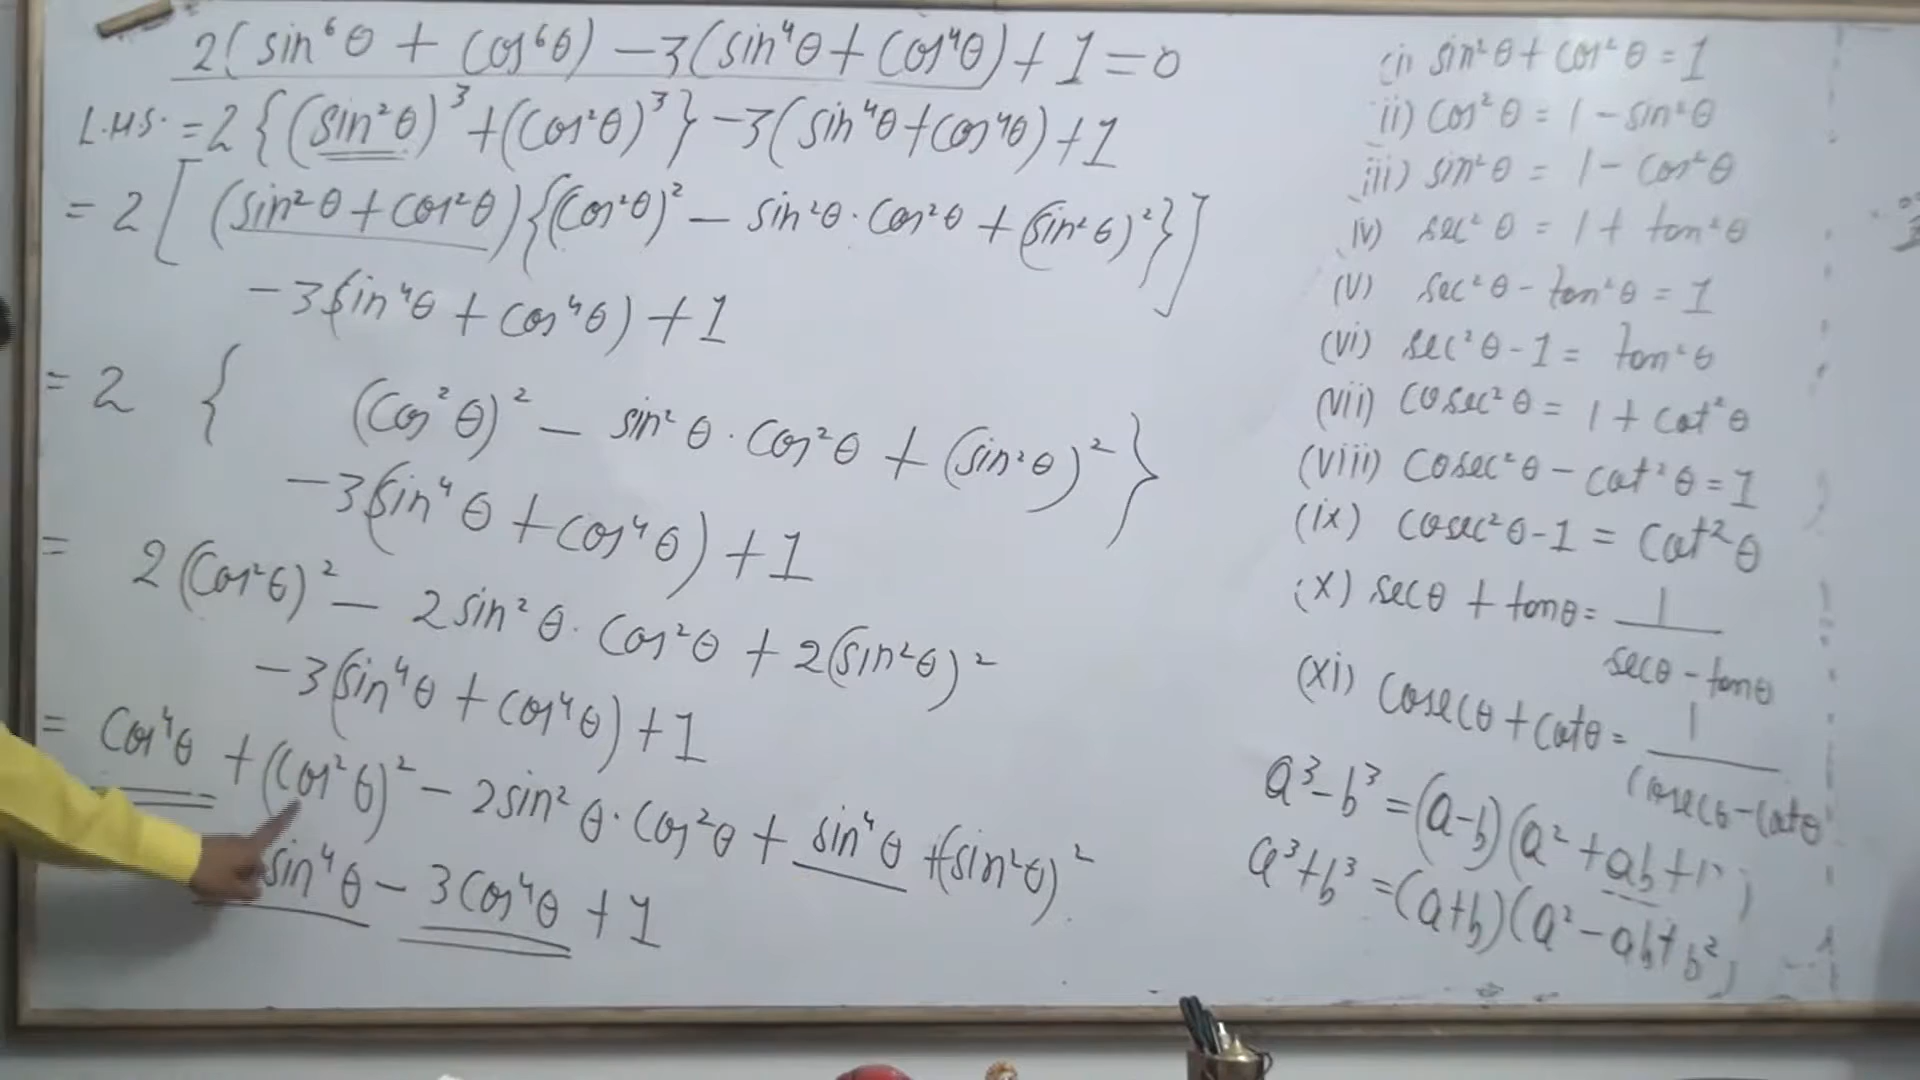 2(sin⁶θ + cos⁶θ) − 3(sin⁴θ + cos⁴θ) + 1 = 0
L.H.S. = 2{(sin²θ)³ + (cos²θ)³} − 3(sin⁴θ + cos⁴θ) + 1
= 2[(sin²θ + cos²θ){(cos²θ)² − sin²θ · cos²θ + (sin²θ)²}]
− 3(sin⁴θ + cos⁴θ) + 1
= 2 { (cos²θ)² − sin²θ · cos²θ + (sin²θ)² }
− 3(sin⁴θ + cos⁴θ) + 1
= 2(cos²θ)² − 2sin²θ · cos²θ + 2(sin²θ)²
− 3(sin⁴θ + cos⁴θ) + 1
= cos⁴θ + (cos²θ)² − 2sin²θ · cos²θ + sin⁴θ + (sin²θ)²
sin⁴θ − 3cos⁴θ + 1
(i) sin²θ + cos²θ = 1
ii) cos²θ = 1 − sin²θ
iii) sin²θ = 1 − cos²θ
iv) sec²θ = 1 + tan²θ
(v) sec²θ − tan²θ = 1
(vi) sec²θ − 1 = tan²θ
(vii) cosec²θ = 1 + cot²θ
(viii) cosec²θ − cot²θ = 1
(ix) cosec²θ − 1 = cot²θ
(x) secθ + tanθ = 1 / secθ − tanθ
(xi) cosecθ + cotθ = 1 / cosecθ − cotθ
a³ − b³ = (a − b)(a² + ab +
a³ + b³ = (a + b)(a² − ab + b²)